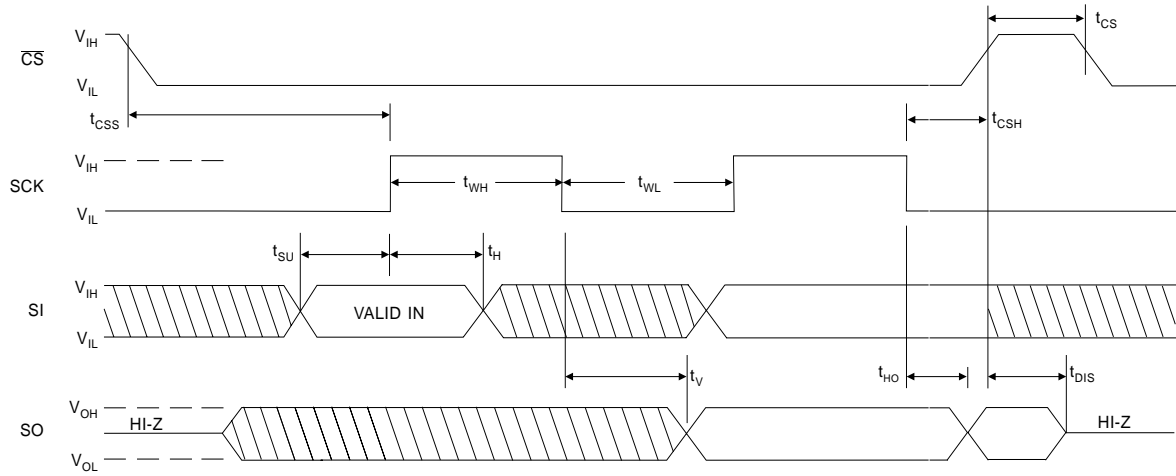 t_CS
V_IH
C̅S̅
V_IL
t_CSS
t_CSH
V_IH
SCK
t_WH
t_WL
V_IL
t_SU
t_H
V_IH
SI
VALID IN
V_IL
t_V
t_HO
t_DIS
V_OH
SO
HI-Z
HI-Z
V_OL